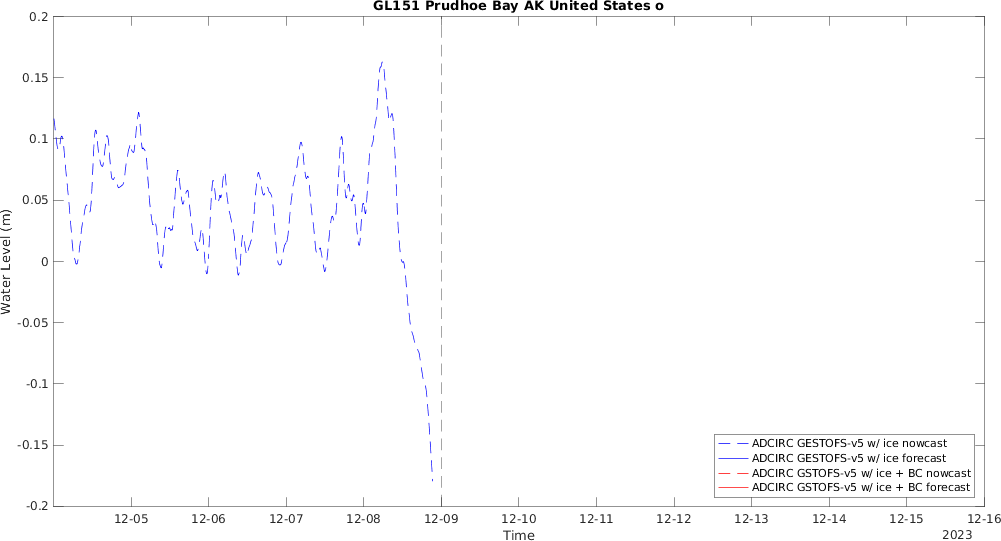 GL151 Prudhoe Bay AK United States o
0.2
0.15
0.1
0.05
0
-0.05
-0.1
-0.15
-0.2
Water Level (m)
12-05 12-06 12-07 12-08 12-09 12-10 12-11 12-12 12-13 12-14 12-15 12-16
Time
2023
ADCIRC GESTOFS-v5 w/ ice nowcast
ADCIRC GESTOFS-v5 w/ ice forecast
ADCIRC GSTOFS-v5 w/ ice + BC nowcast
ADCIRC GSTOFS-v5 w/ ice + BC forecast